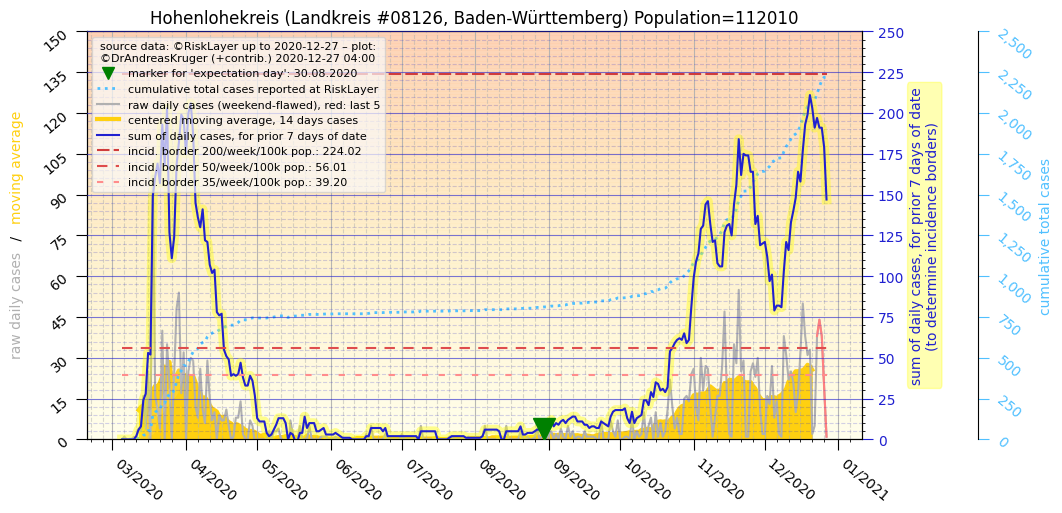 Hohenlohekreis (Landkreis #08126, Baden-Württemberg) Population=112010
source data: ©RiskLayer up to 2020-12-27 – plot:
©DrAndreasKruger (+contrib.) 2020-12-27 04:00
marker for 'expectation day': 30.08.2020
cumulative total cases reported at RiskLayer
raw daily cases (weekend-flawed), red: last 5
centered moving average, 14 days cases
sum of daily cases, for prior 7 days of date
incid. border 200/week/100k pop.: 224.02
incid. border 50/week/100k pop.: 56.01
incid. border 35/week/100k pop.: 39.20
raw daily cases / moving average
150
135
120
105
90
75
60
45
30
15
0
03/2020
04/2020
05/2020
06/2020
07/2020
08/2020
09/2020
10/2020
11/2020
12/2020
01/2021
250
225
200
175
150
125
100
75
50
25
0
sum of daily cases, for prior 7 days of date
(to determine incidence borders)
2,500
2,250
2,000
1,750
1,500
1,250
1,000
750
500
250
0
cumulative total cases